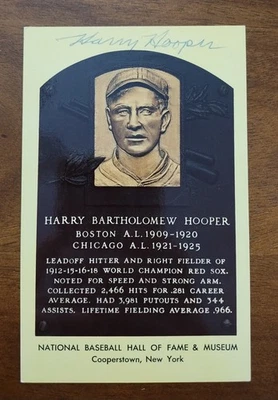 Harry Hooper
HARRY BARTHOLOMEW HOOPER
BOSTON A.L. 1909-1920
CHICAGO A.L. 1921-1925
LEADOFF HITTER AND RIGHT FIELDER OF
1912-15-16-18 WORLD CHAMPION RED SOX.
NOTED FOR SPEED AND STRONG ARM.
COLLECTED 2,466 HITS FOR .281 CAREER
AVERAGE. HAD 3,981 PUTOUTS AND 344
ASSISTS. LIFETIME FIELDING AVERAGE .966.
NATIONAL BASEBALL HALL OF FAME & MUSEUM
Cooperstown, New York